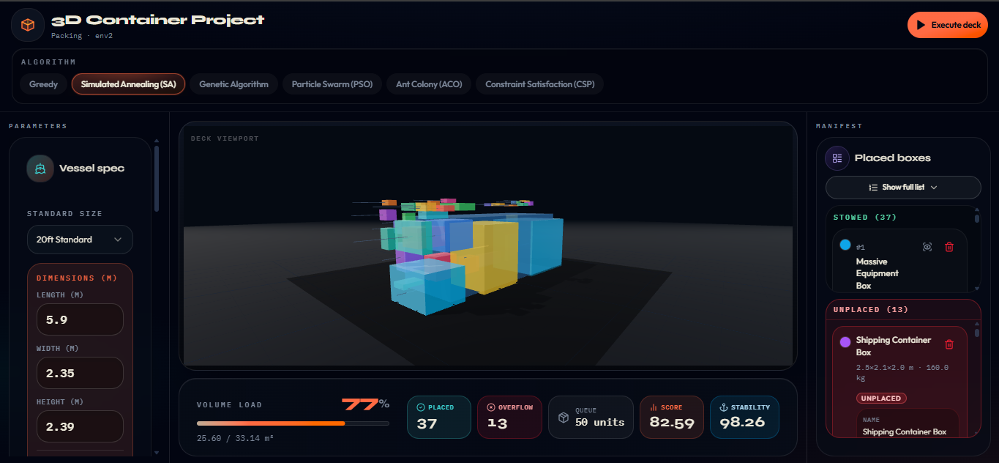 3D Container Project
Packing · env2
Execute deck
ALGORITHM
Greedy
Simulated Annealing (SA)
Genetic Algorithm
Particle Swarm (PSO)
Ant Colony (ACO)
Constraint Satisfaction (CSP)
PARAMETERS
Vessel spec
STANDARD SIZE
20ft Standard
DIMENSIONS (M)
LENGTH (M)
5.9
WIDTH (M)
2.35
HEIGHT (M)
2.39
DECK VIEWPORT
VOLUME LOAD
77%
25.60 / 33.14 m³
PLACED
37
OVERFLOW
13
QUEUE
50 units
SCORE
82.59
STABILITY
98.26
MANIFEST
Placed boxes
Show full list
STOWED (37)
#1
Massive
Equipment
Box
UNPLACED (13)
Shipping Container
Box
2.5×2.1×2.0 m · 160.0
kg
UNPLACED
NAME
Shipping Container Box